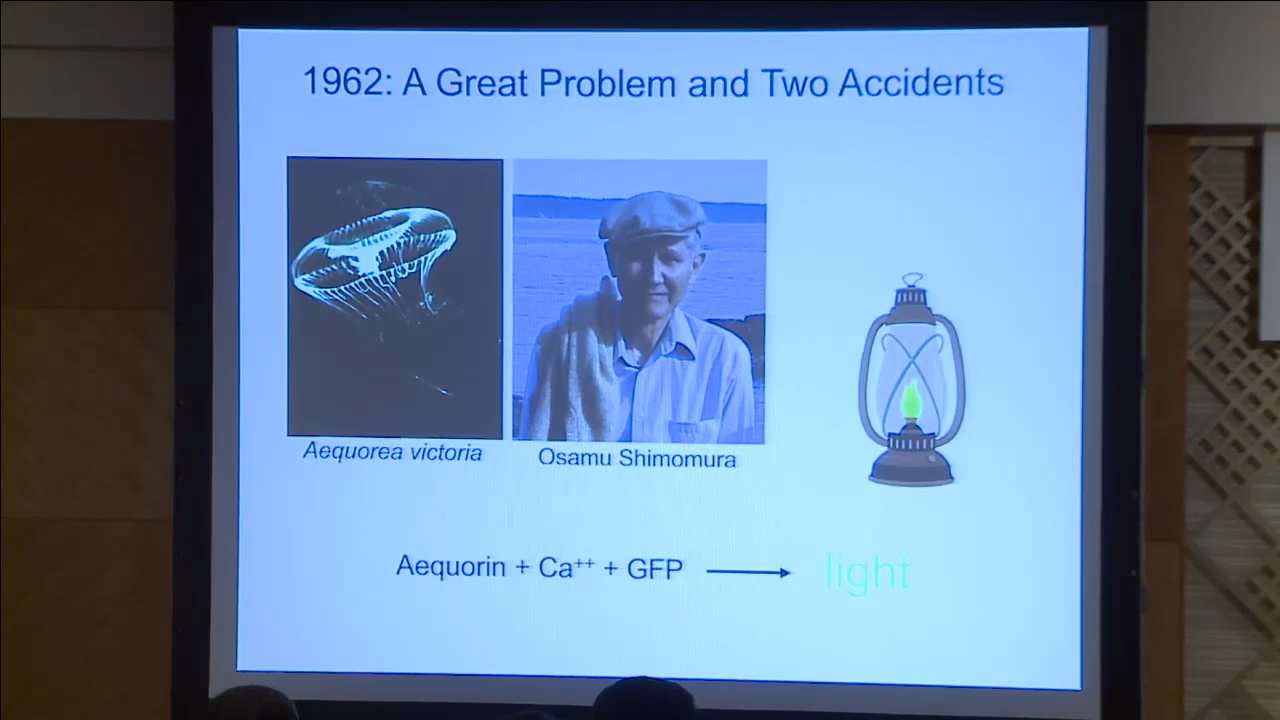 1962: A Great Problem and Two Accidents
Aequorea victoria
Osamu Shimomura
Aequorin + Ca⁺⁺ + GFP ⟶ light